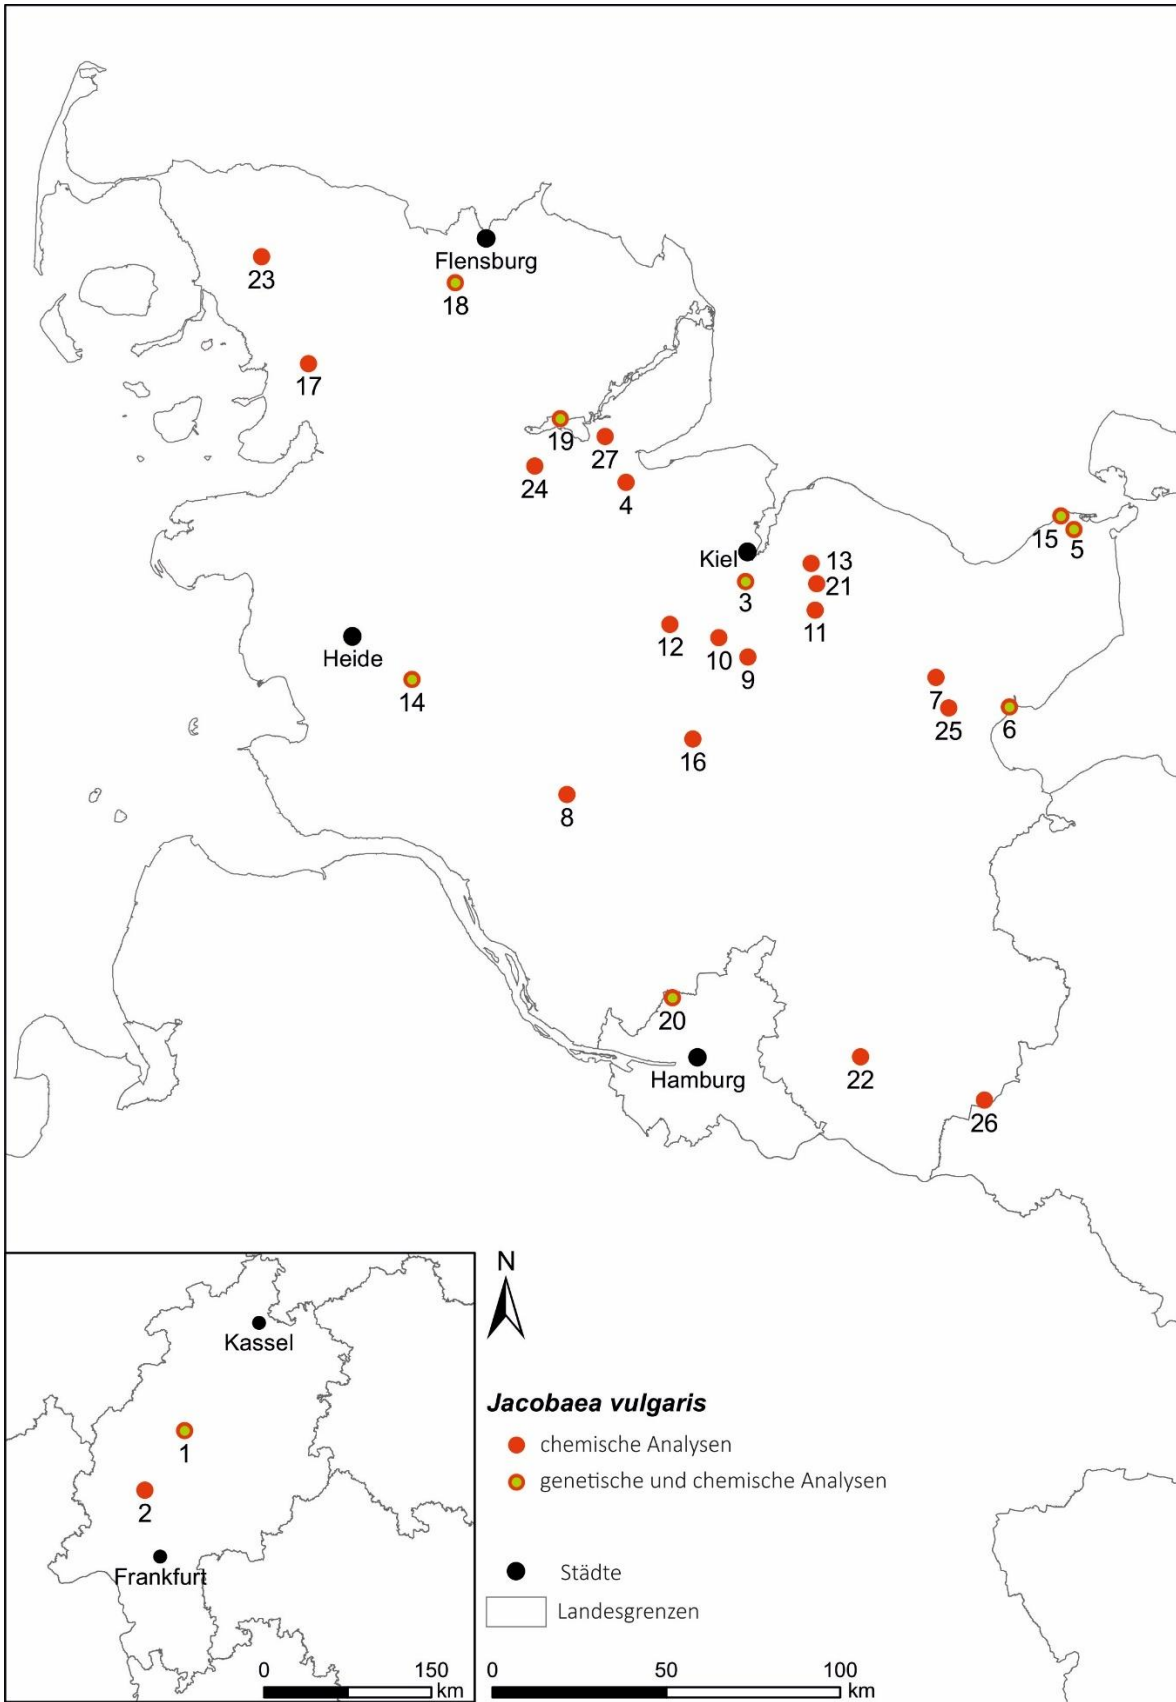 Flensburg
23
18
17
19
27
24
4
15
5
Kiel
13
3
21
11
12
10
Heide
9
14
7
25
6
16
8
20
Hamburg
22
26
N
Kassel
Jacobaea vulgaris
chemische Analysen
1
genetische und chemische Analysen
2
Frankfurt
Städte
Landesgrenzen
0 150
km
0 50 100
km